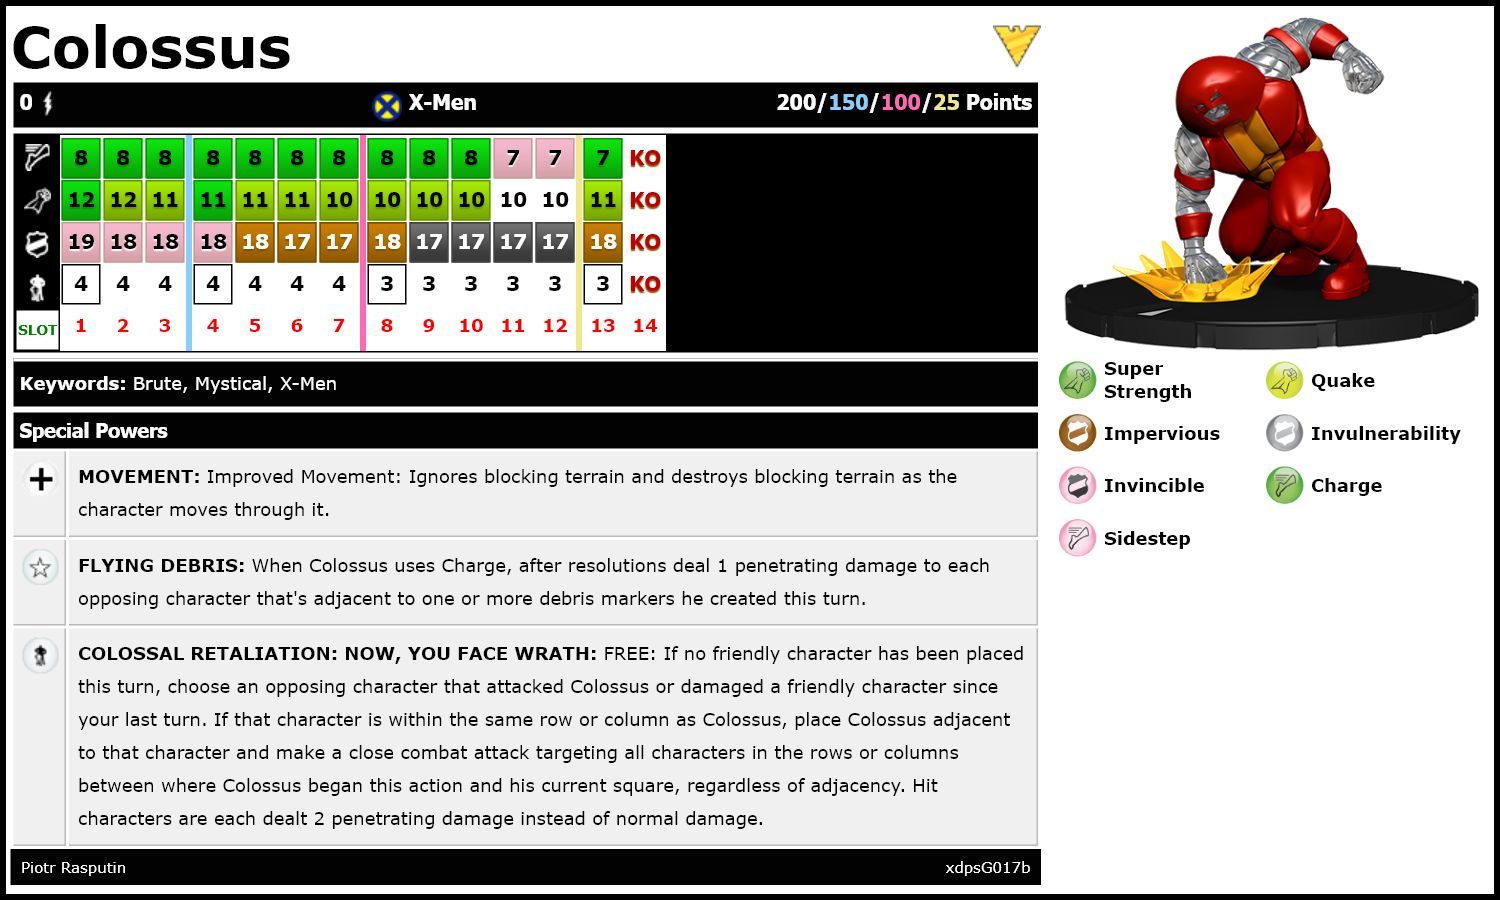 Colossus
0 X-Men 200/150/100/25 Points
8 8 8 8 8 8 8 8 8 8 7 7 7 KO
12 12 11 11 11 11 10 10 10 10 10 10 11 KO
19 18 18 18 18 17 17 18 17 17 17 17 18 KO
4 4 4 4 4 4 4 3 3 3 3 3 3 KO
SLOT 1 2 3 4 5 6 7 8 9 10 11 12 13 14
Keywords: Brute, Mystical, X-Men
Special Powers
MOVEMENT: Improved Movement: Ignores blocking terrain and destroys blocking terrain as the
character moves through it.
FLYING DEBRIS: When Colossus uses Charge, after resolutions deal 1 penetrating damage to each
opposing character that's adjacent to one or more debris markers he created this turn.
COLOSSAL RETALIATION: NOW, YOU FACE WRATH: FREE: If no friendly character has been placed
this turn, choose an opposing character that attacked Colossus or damaged a friendly character since
your last turn. If that character is within the same row or column as Colossus, place Colossus adjacent
to that character and make a close combat attack targeting all characters in the rows or columns
between where Colossus began this action and his current square, regardless of adjacency. Hit
characters are each dealt 2 penetrating damage instead of normal damage.
Piotr Rasputin xdpsG017b
Super
Strength
Quake
Impervious
Invulnerability
Invincible
Charge
Sidestep